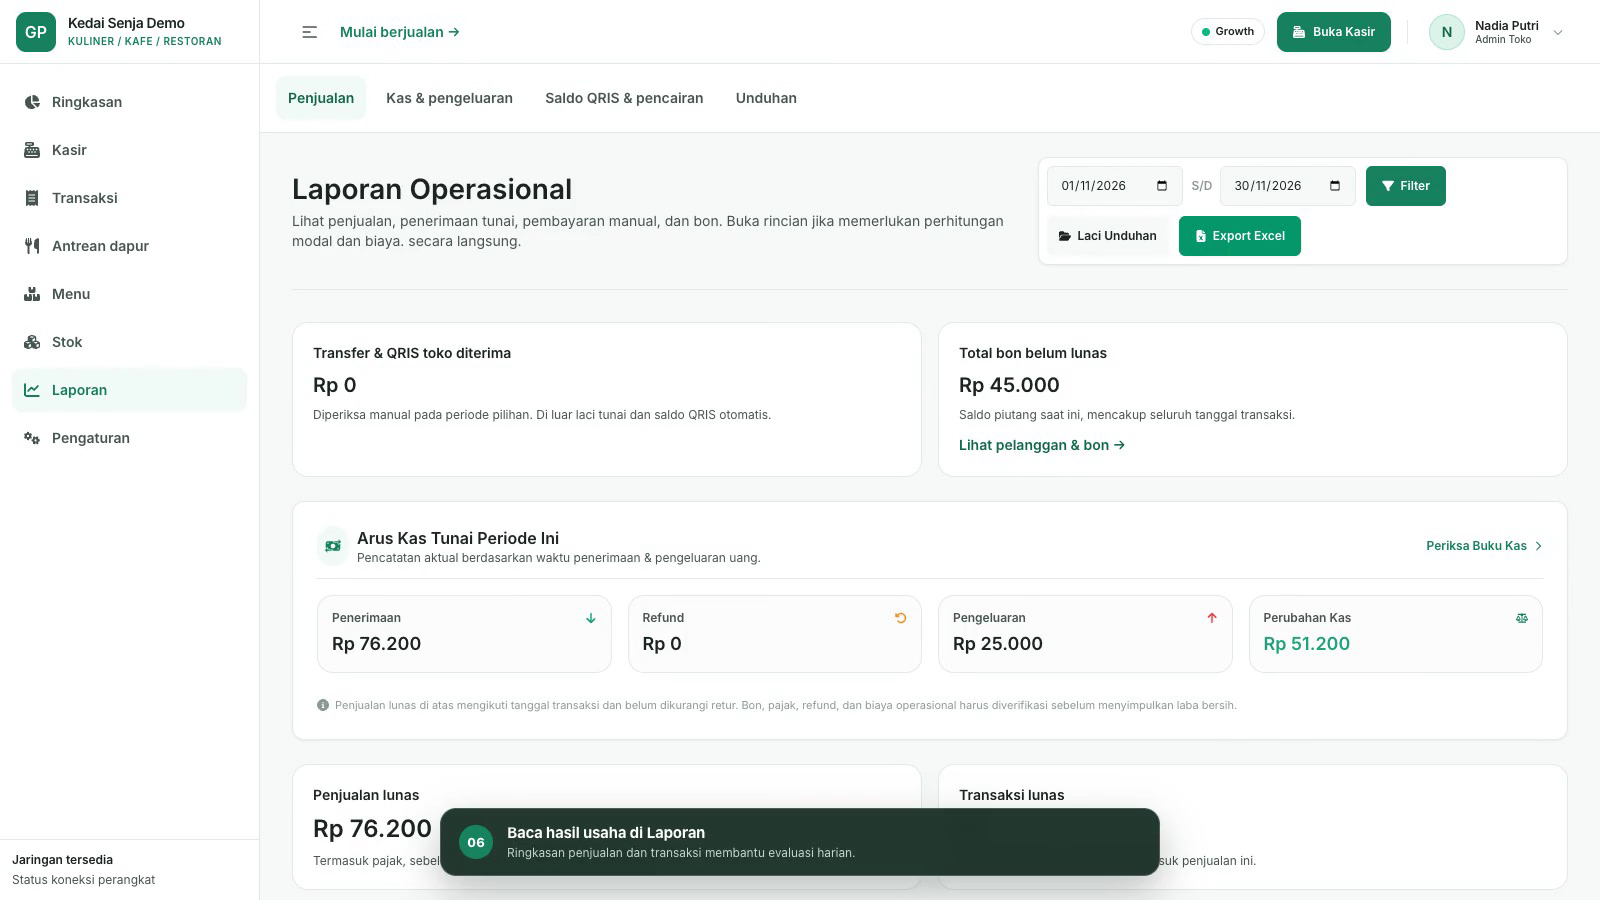 GP
Kedai Senja Demo
KULINER / KAFE / RESTORAN
Mulai berjualan →
Growth
Buka Kasir
N
Nadia Putri
Admin Toko
Ringkasan
Kasir
Transaksi
Antrean dapur
Menu
Stok
Laporan
Pengaturan
Jaringan tersedia
Status koneksi perangkat
Penjualan
Kas & pengeluaran
Saldo QRIS & pencairan
Unduhan
Laporan Operasional
Lihat penjualan, penerimaan tunai, pembayaran manual, dan bon. Buka rincian jika memerlukan perhitungan
modal dan biaya. secara langsung.
01/11/2026
S/D
30/11/2026
Filter
Laci Unduhan
Export Excel
Transfer & QRIS toko diterima
Rp 0
Diperiksa manual pada periode pilihan. Di luar laci tunai dan saldo QRIS otomatis.
Total bon belum lunas
Rp 45.000
Saldo piutang saat ini, mencakup seluruh tanggal transaksi.
Lihat pelanggan & bon →
Arus Kas Tunai Periode Ini
Pencatatan aktual berdasarkan waktu penerimaan & pengeluaran uang.
Periksa Buku Kas
Penerimaan
Rp 76.200
Refund
Rp 0
Pengeluaran
Rp 25.000
Perubahan Kas
Rp 51.200
Penjualan lunas di atas mengikuti tanggal transaksi dan belum dikurangi retur. Bon, pajak, refund, dan biaya operasional harus diverifikasi sebelum menyimpulkan laba bersih.
Penjualan lunas
Rp 76.200
Termasuk pajak,
Transaksi lunas
penjualan ini.
06
Baca hasil usaha di Laporan
Ringkasan penjualan dan transaksi membantu evaluasi harian.